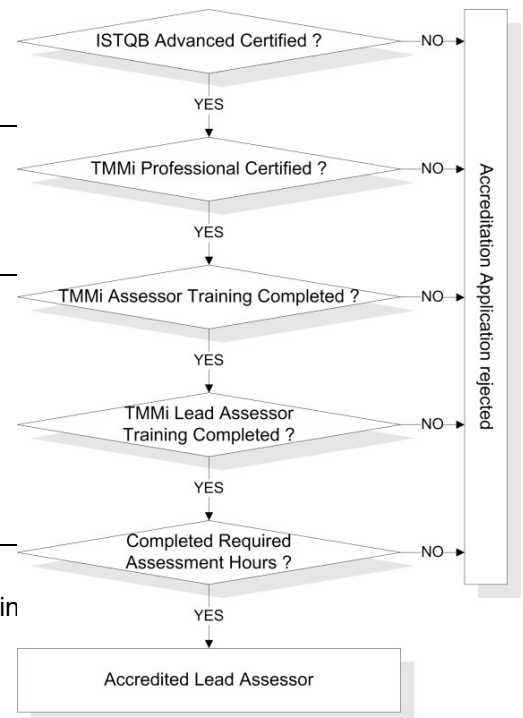 ISTQB Advanced Certified ?
NO
YES
TMMi Professional Certified ?
NO
YES
TMMi Assessor Training Completed ?
NO
YES
TMMi Lead Assessor
Training Completed ?
NO
YES
Completed Required
Assessment Hours ?
NO
in
YES
Accredited Lead Assessor
Accreditation Application rejected